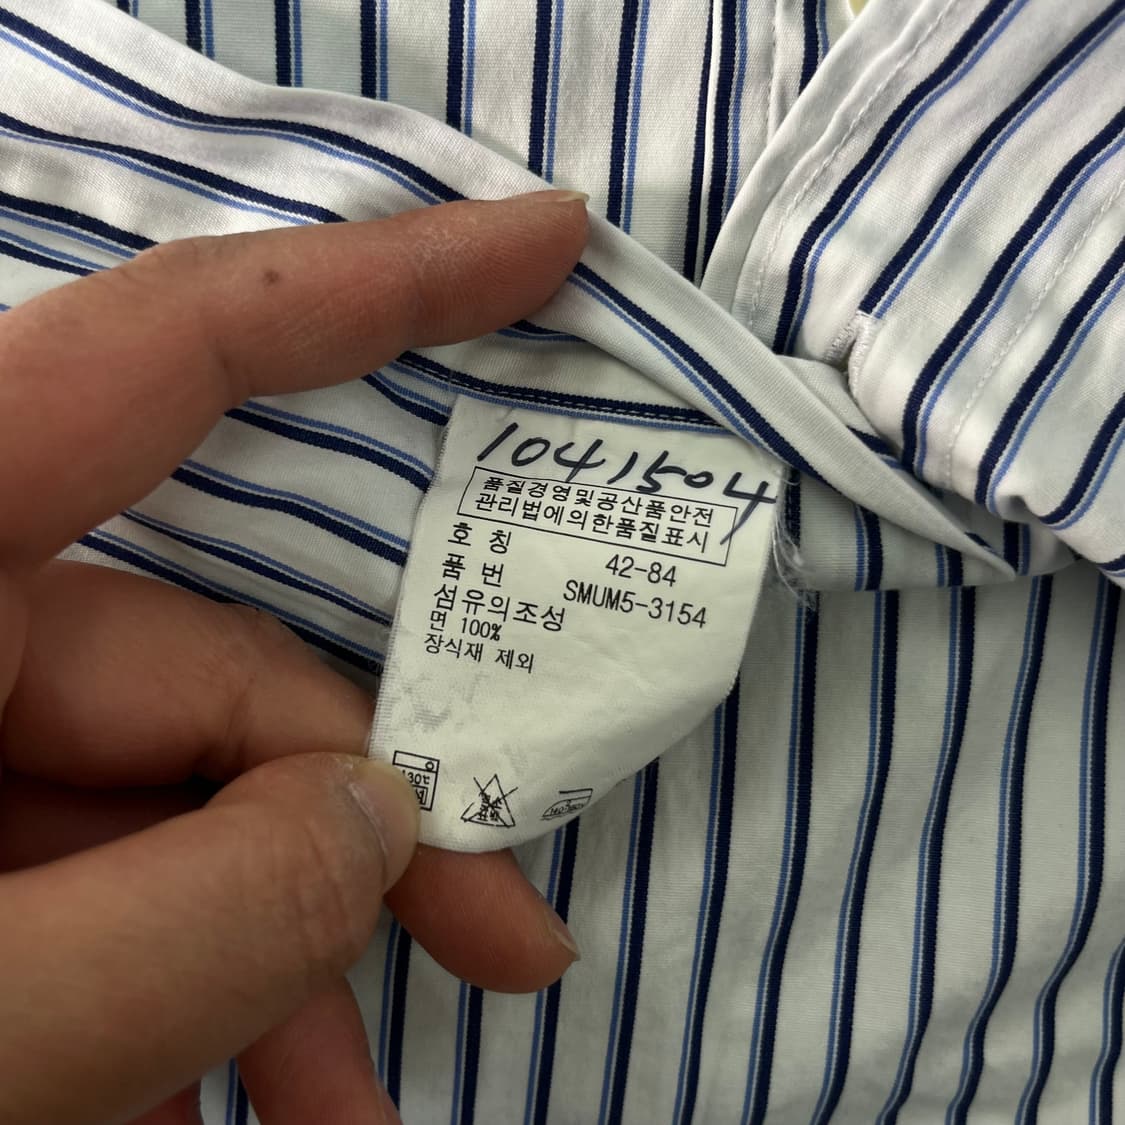 1041504
품질경영및공산품안전
관리법에의한품질표시
호 칭 42-84
품 번 SMUM5-3154
섬유의조성
면 100%
장식재 제외
30℃